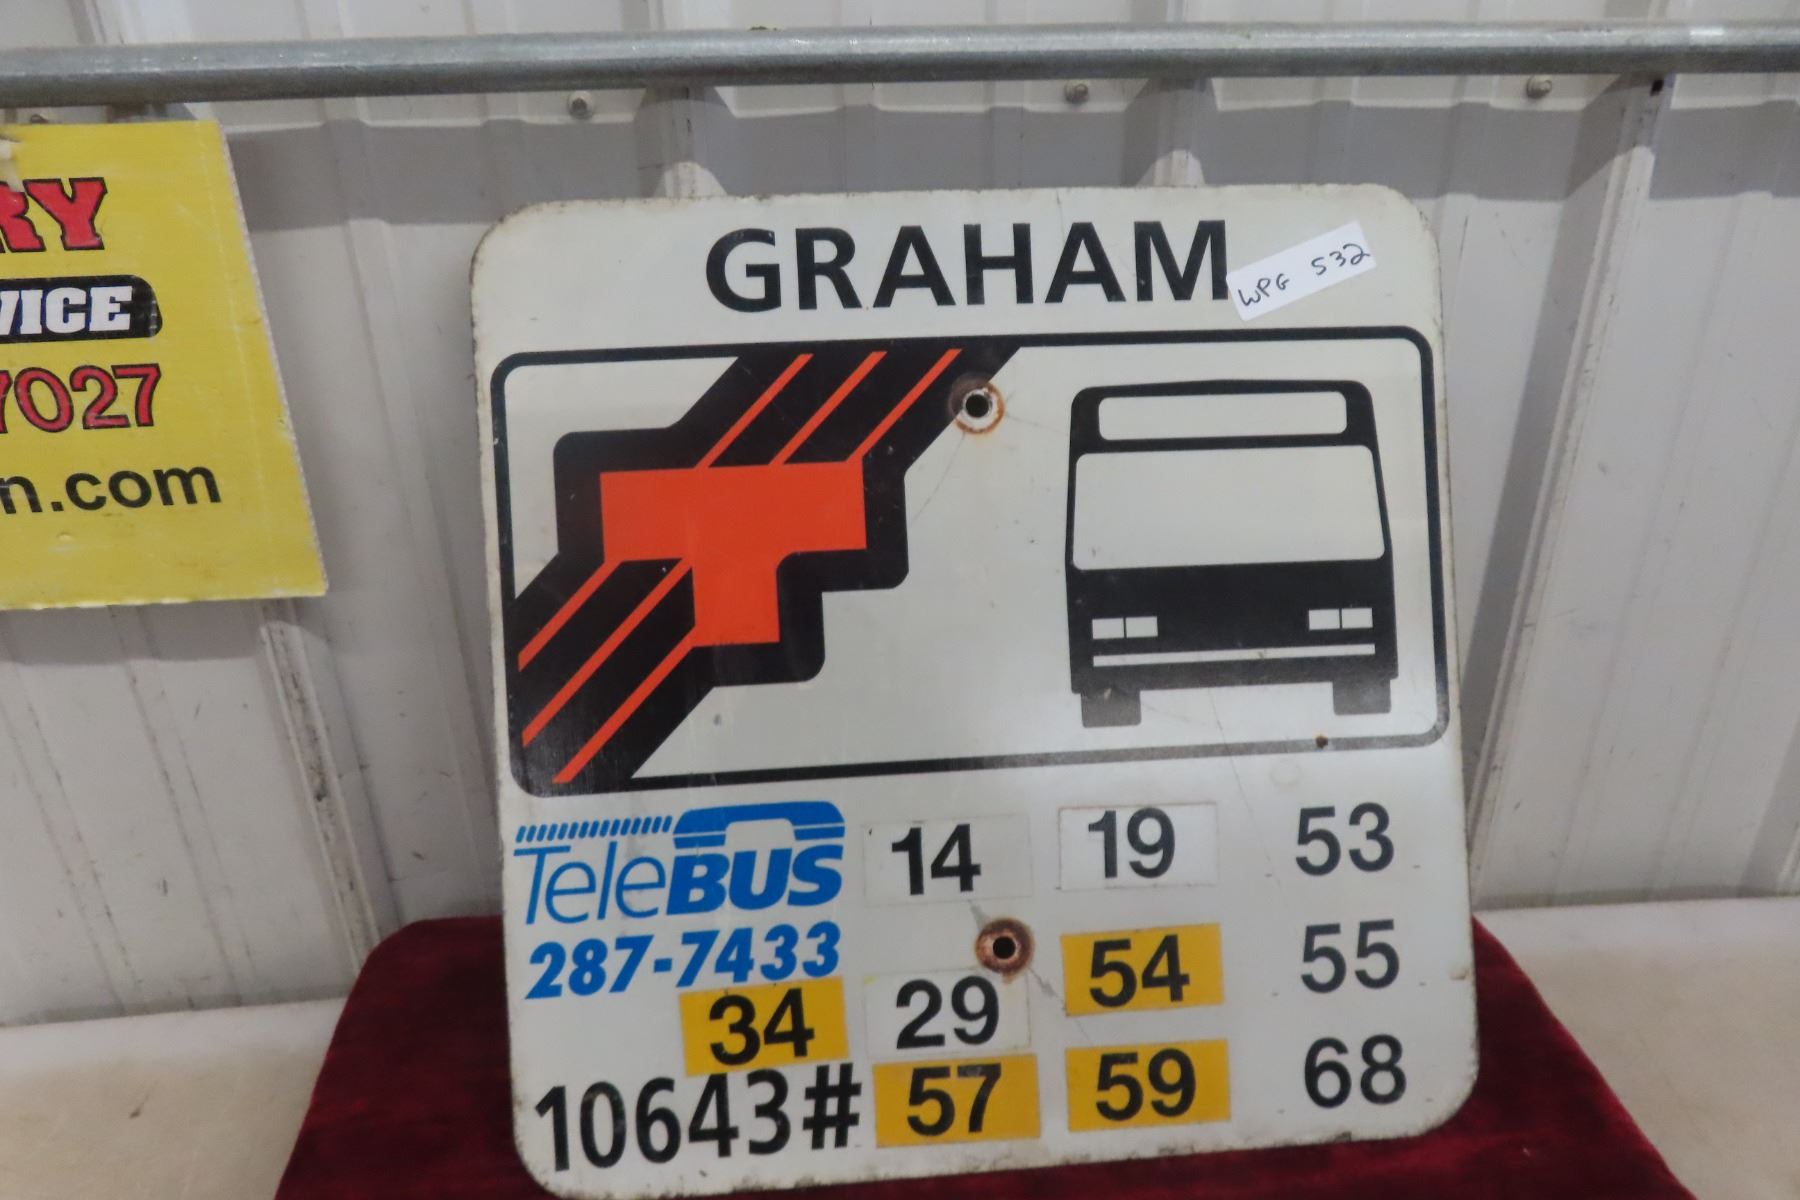 GRAHAM
WPG 532
TeleBUS
287-7433
14 19 53
54 55
34 29
10643# 57 59 68
RY
VICE
7027
n.com